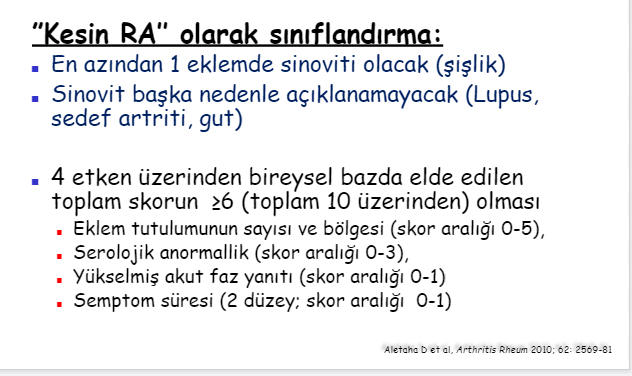 ”Kesin RA” olarak sınıflandırma:
▪ En azından 1 eklemde sinoviti olacak (şişlik)
▪ Sinovit başka nedenle açıklanamayacak (Lupus,
sedef artriti, gut)
▪ 4 etken üzerinden bireysel bazda elde edilen
toplam skorun ≥6 (toplam 10 üzerinden) olması
▪ Eklem tutulumunun sayısı ve bölgesi (skor aralığı 0-5),
▪ Serolojik anormallik (skor aralığı 0-3),
▪ Yükselmiş akut faz yanıtı (skor aralığı 0-1)
▪ Semptom süresi (2 düzey; skor aralığı 0-1)
Aletaha D et al, Arthritis Rheum 2010; 62: 2569-81